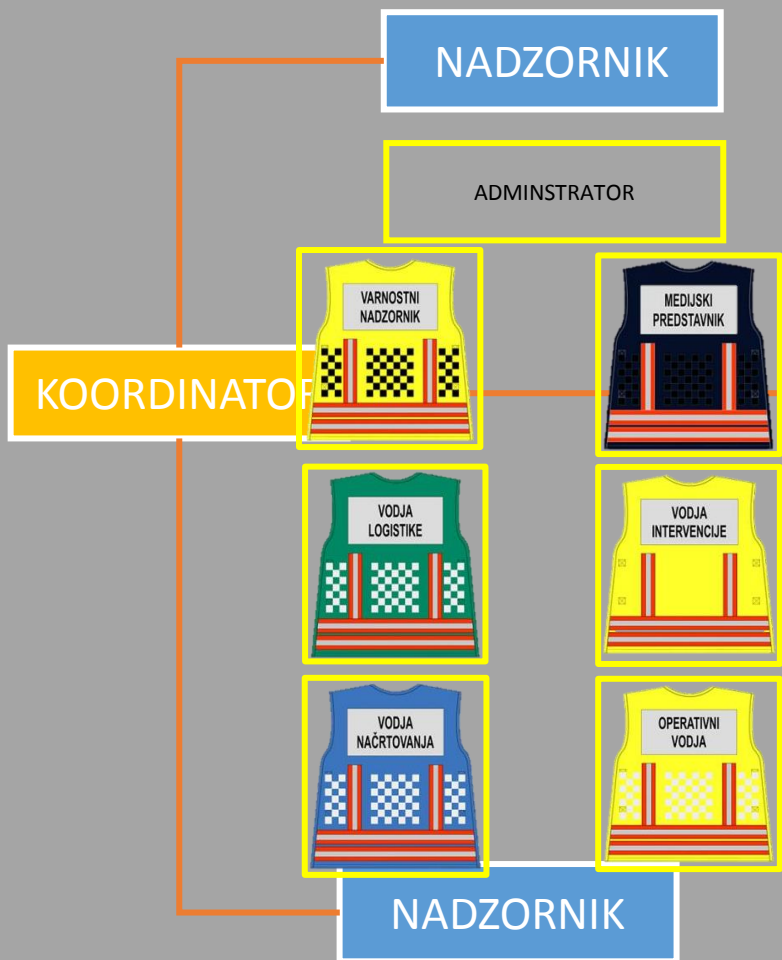 NADZORNIK
ADMINSTRATOR
VARNOSTNI
NADZORNIK
MEDIJSKI
PREDSTAVNIK
KOORDINATOR
VODJA
LOGISTIKE
VODJA
INTERVENCIJE
VODJA
NAČRTOVANJA
OPERATIVNI
VODJA
NADZORNIK